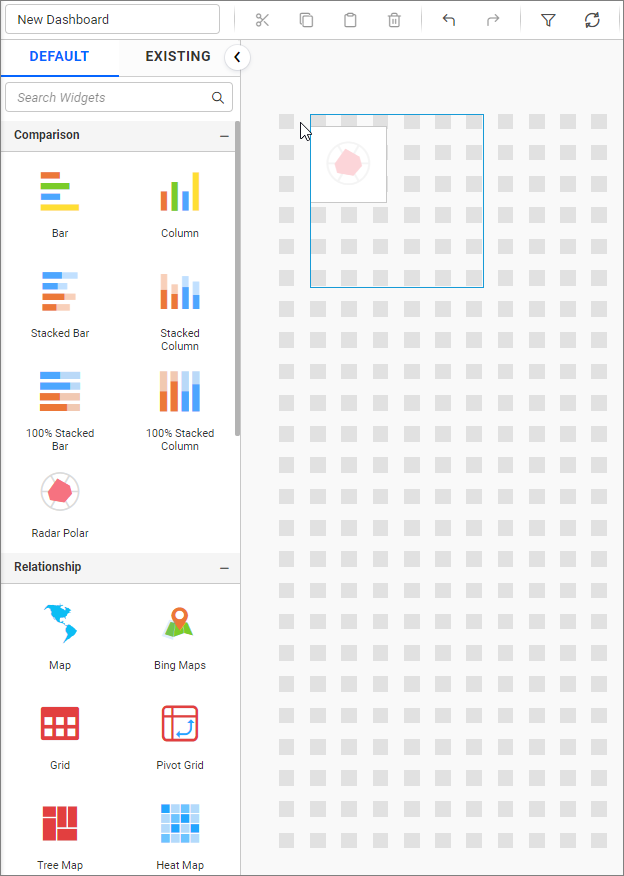 New Dashboard
DEFAULT
EXISTING
Search Widgets
Comparison
Bar
Column
Stacked Bar
Stacked
Column
100% Stacked
Bar
100% Stacked
Column
Radar Polar
Relationship
Map
Bing Maps
Grid
Pivot Grid
Tree Map
Heat Map